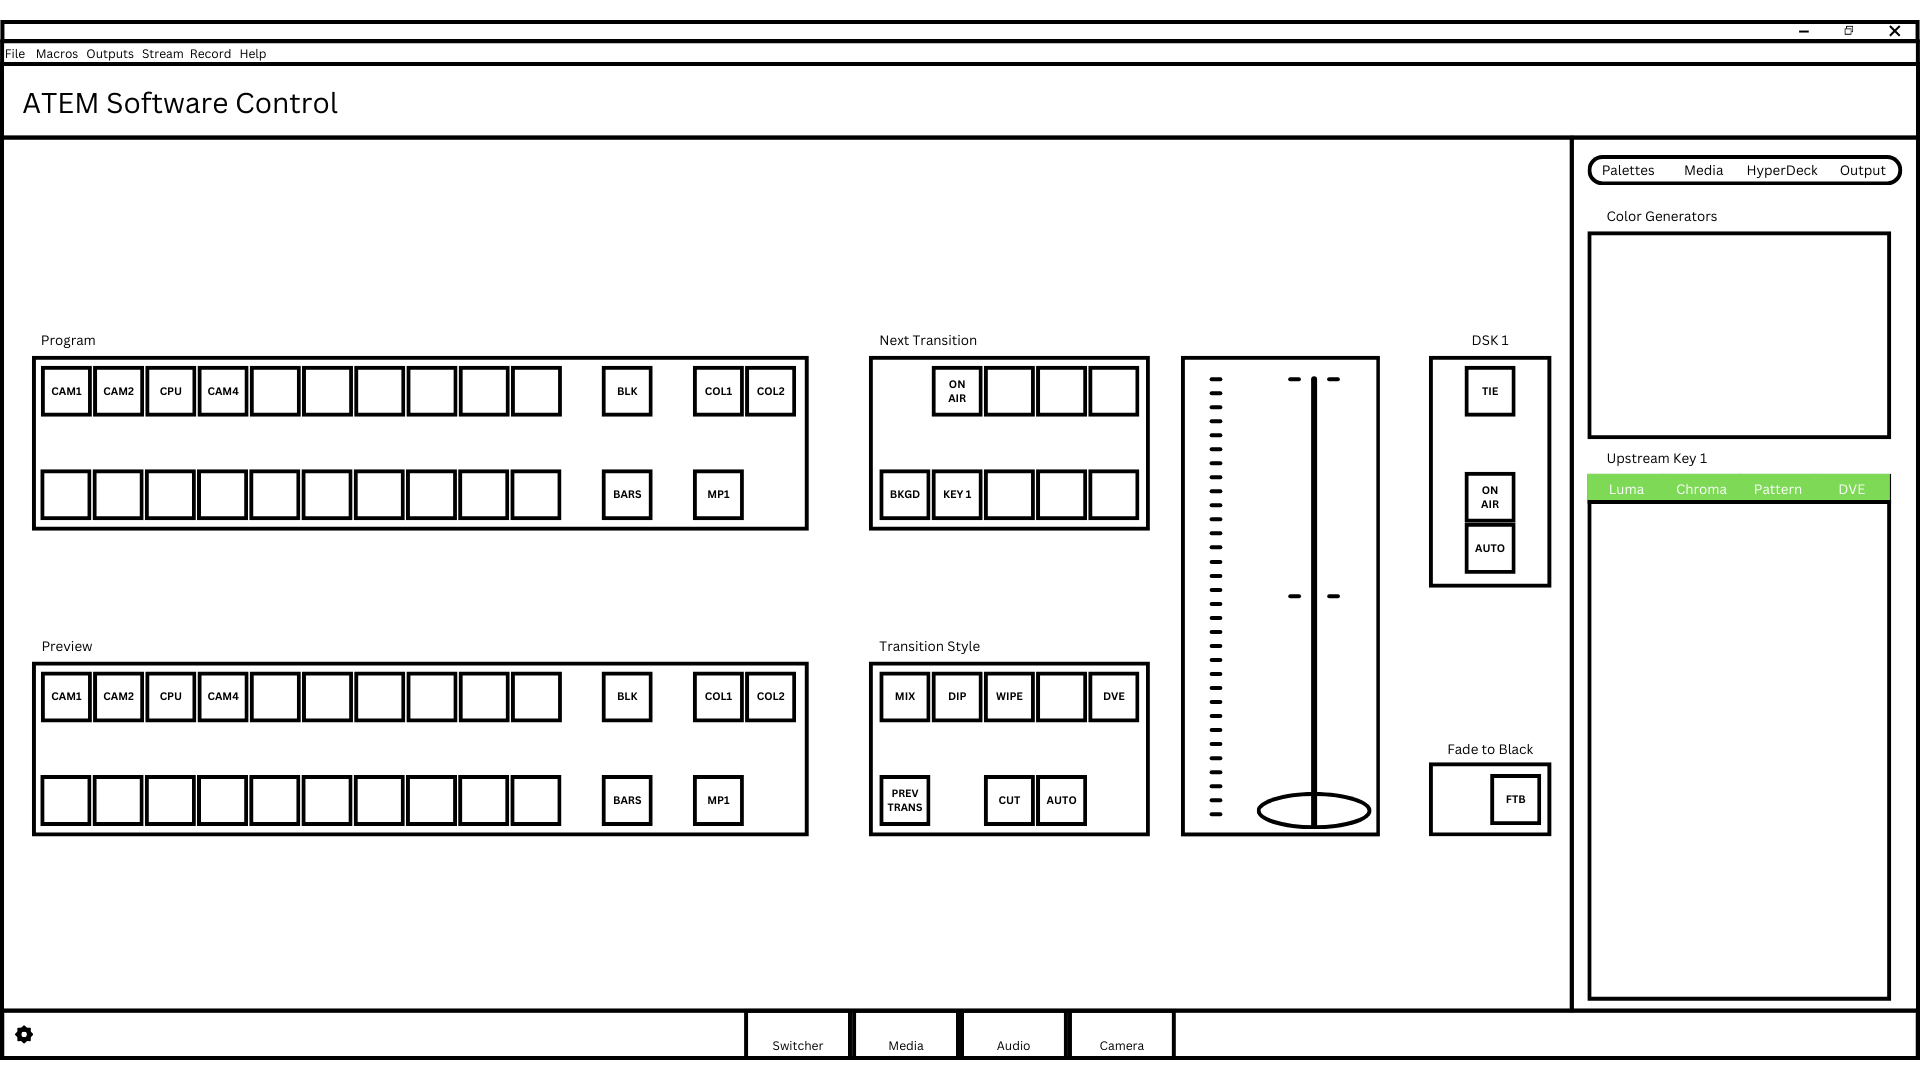 File Macros Outputs Stream Record Help
ATEM Software Control
Palettes Media HyperDeck Output
Color Generators
Program
CAM1 CAM2 CPU CAM4 BLK COL1 COL2
BARS MP1
Next Transition
ON
AIR
BKGD KEY 1
DSK 1
TIE
ON
AIR
AUTO
Upstream Key 1
Luma Chroma Pattern DVE
Preview
CAM1 CAM2 CPU CAM4 BLK COL1 COL2
BARS MP1
Transition Style
MIX DIP WIPE DVE
PREV
TRANS
CUT AUTO
Fade to Black
FTB
Switcher Media Audio Camera